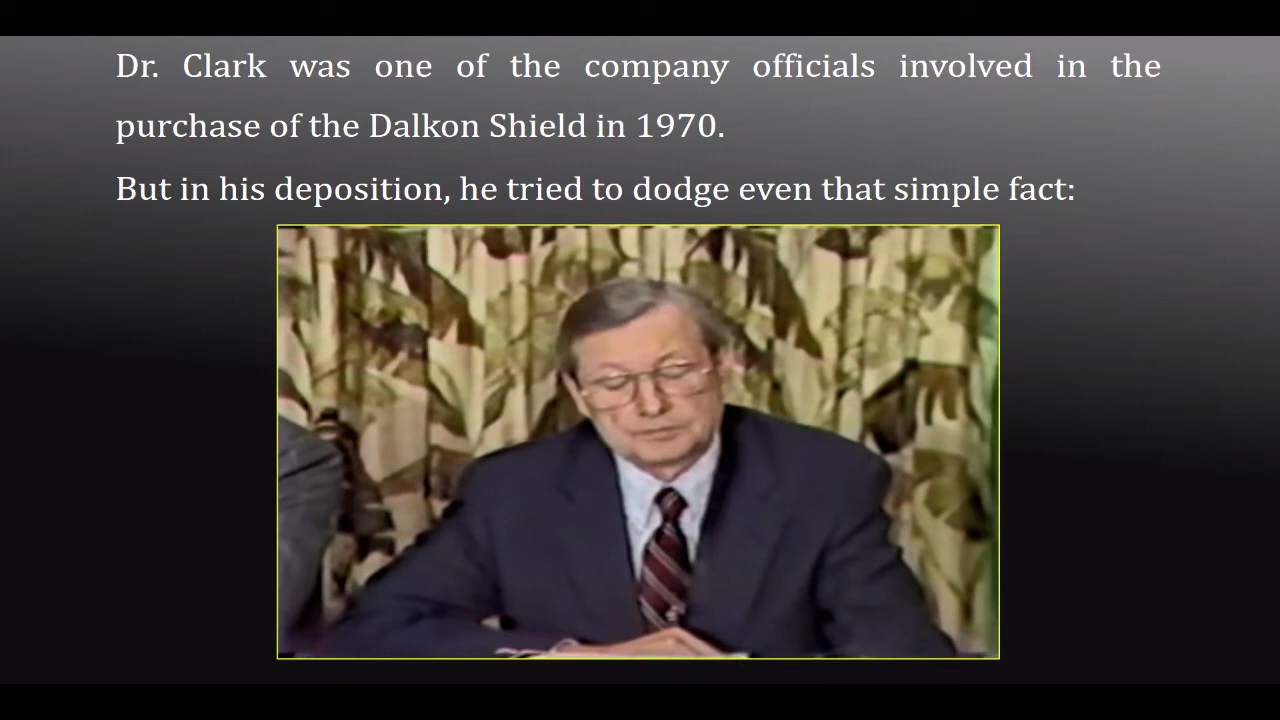 Dr. Clark was one of the company officials involved in the
purchase of the Dalkon Shield in 1970.
But in his deposition, he tried to dodge even that simple fact: